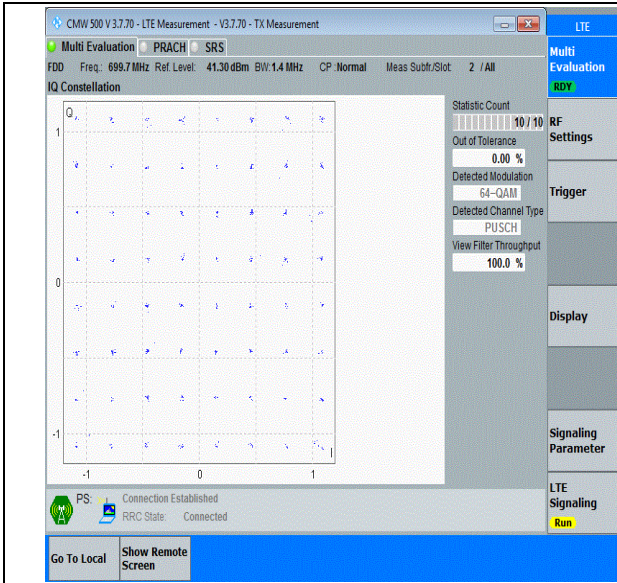 CMW 500 V 3.7.70 - LTE Measurement - V3.7.70 - TX Measurement
LTE
Multi Evaluation PRACH SRS
Multi
Evaluation
RDY
FDD Freq.: 699.7 MHz Ref. Level: 41.30 dBm BW: 1.4 MHz CP : Normal Meas Subfr./Slot: 2 / All
IQ Constellation
Statistic Count
10 / 10
Out of Tolerance
0.00 %
Detected Modulation
64-QAM
Detected Channel Type
PUSCH
View Filter Throughput
100.0 %
RF
Settings
Trigger
Display
Signaling
Parameter
LTE
Signaling
Run
Q
1
0
-1
I
-1 0 1
PS: Connection Established
RRC State: Connected
Go To Local
Show Remote
Screen